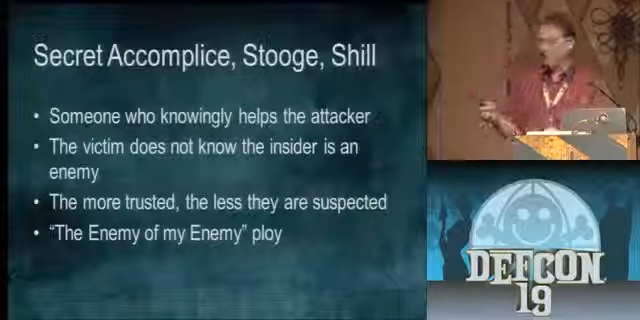 Secret Accomplice, Stooge, Shill
• Someone who knowingly helps the attacker
• The victim does not know the insider is an
enemy
• The more trusted, the less they are suspected
• “The Enemy of my Enemy” ploy
DEFCON
19